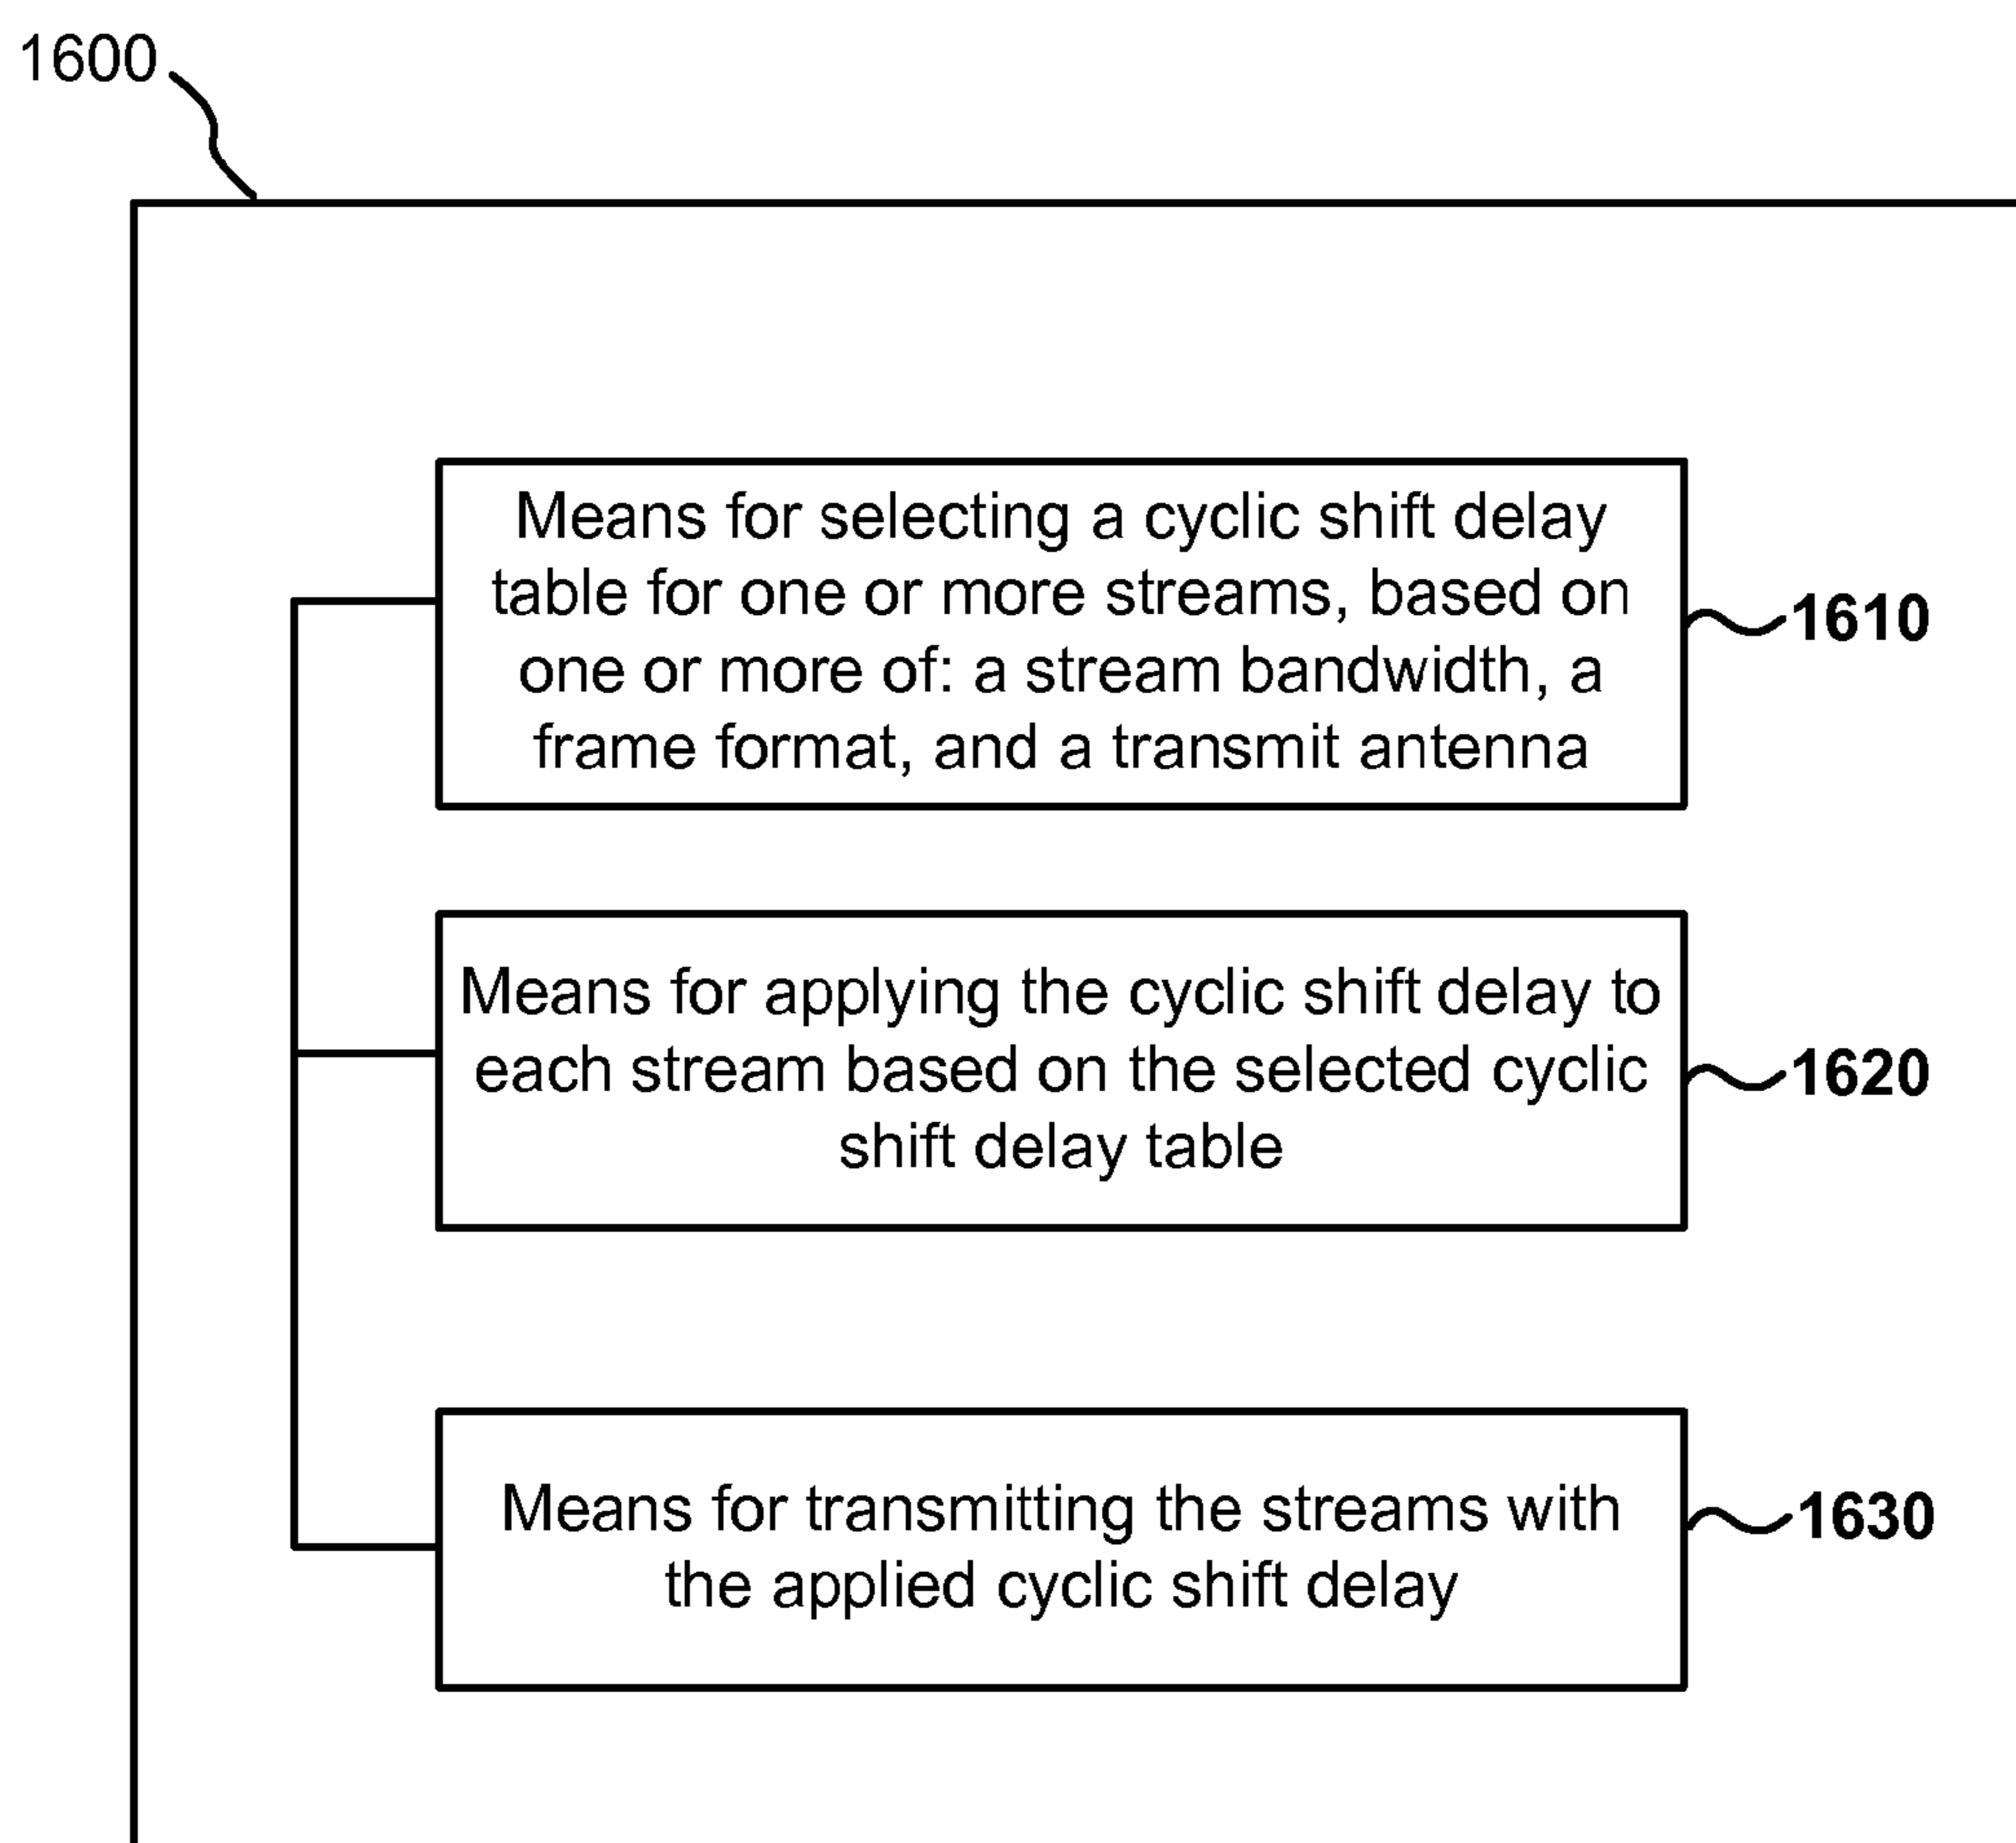 1600
Means for selecting a cyclic shift delay
table for one or more streams, based on
one or more of: a stream bandwidth, a
frame format, and a transmit antenna
1610
Means for applying the cyclic shift delay to
each stream based on the selected cyclic
shift delay table
1620
Means for transmitting the streams with
the applied cyclic shift delay
1630